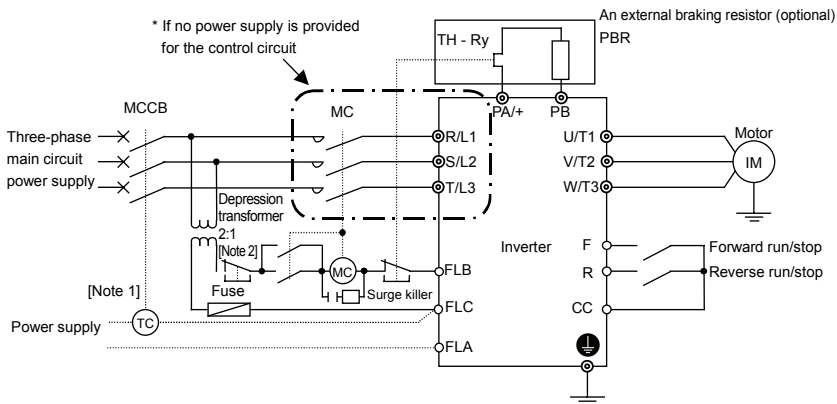 * If no power supply is provided
for the control circuit
An external braking resistor (optional)
PBR
TH - Ry
MCCB
MC
PA/+
PB
Three-phase
main circuit
power supply
R/L1
S/L2
T/L3
U/T1
V/T2
W/T3
Motor
IM
Depression
transformer
2:1
[Note 2]
Inverter
MC
Surge killer
FLB
F
R
CC
Forward run/stop
Reverse run/stop
[Note 1]
Fuse
FLC
Power supply
TC
FLA